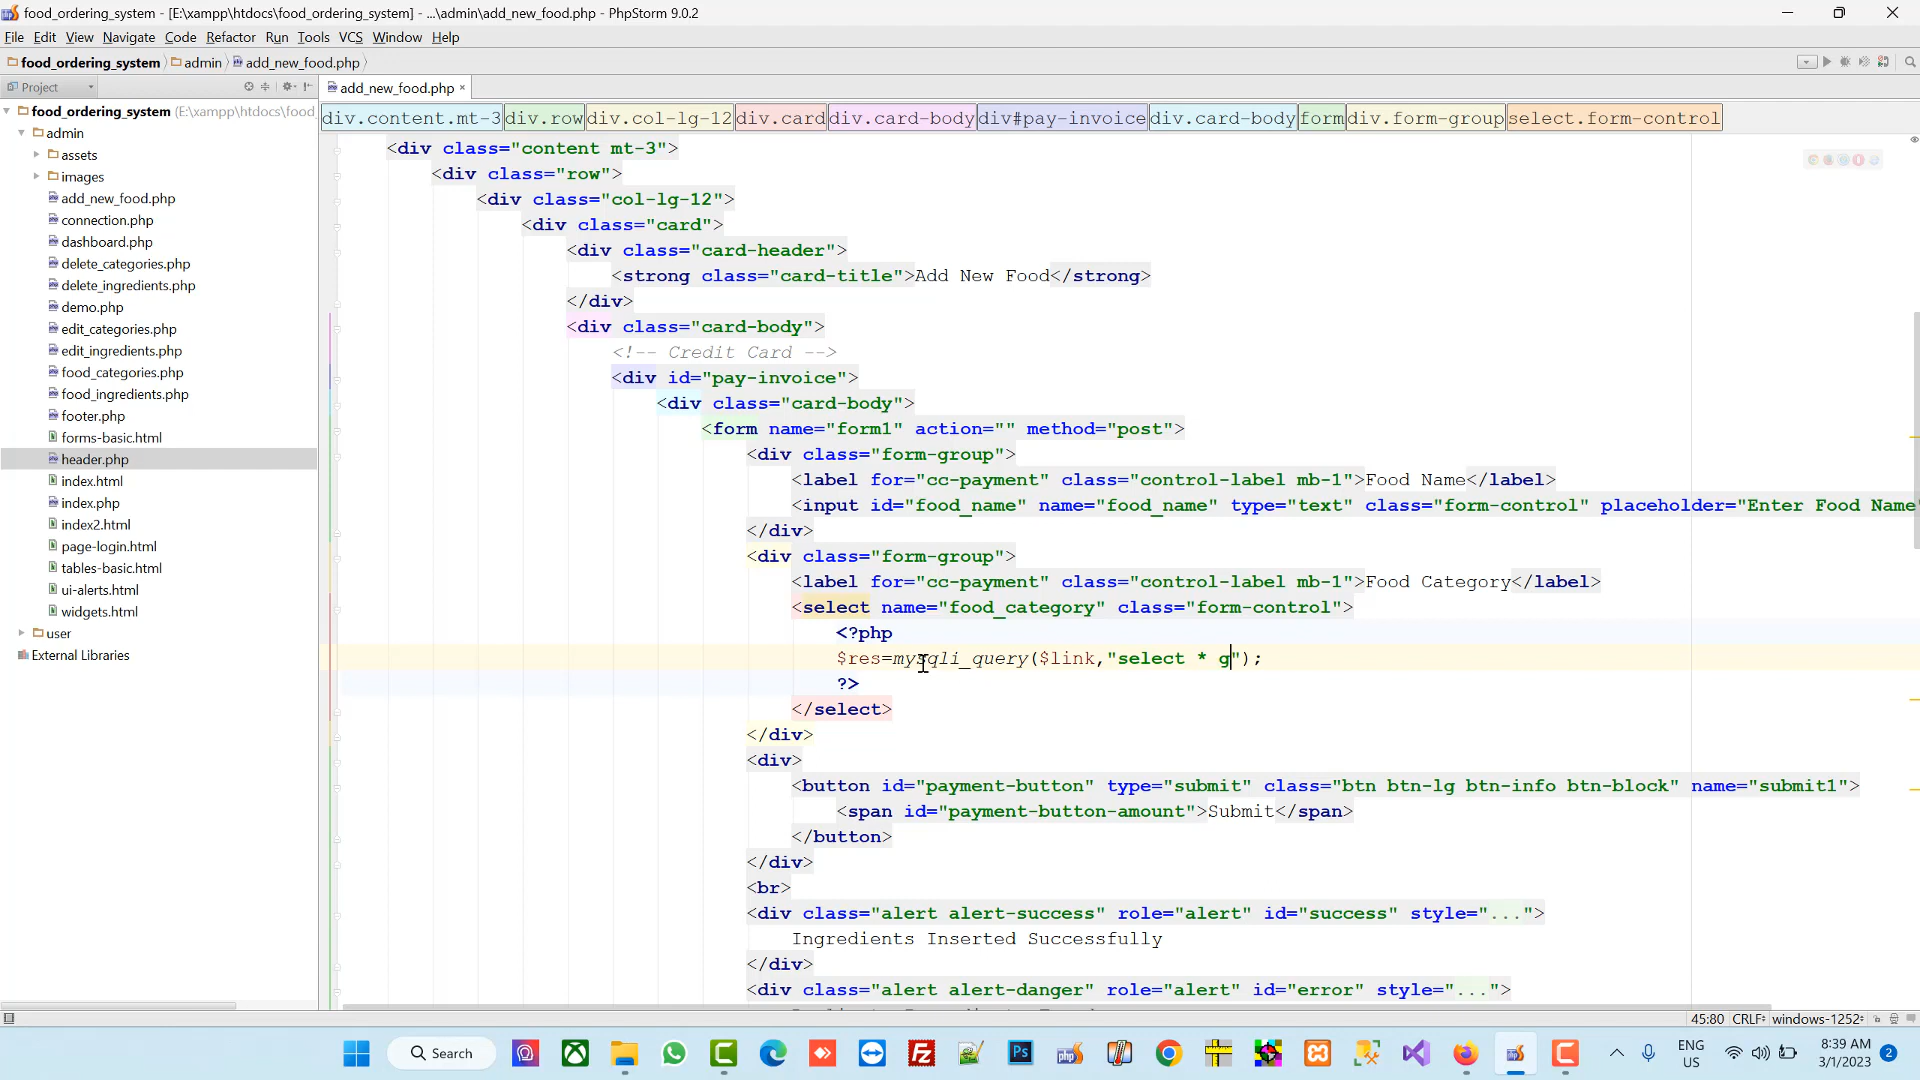 food_ordering_system - [E:\xampp\htdocs\food_ordering_system] - ...\admin\add_new_food.php - PhpStorm 9.0.2
File Edit View Navigate Code Refactor Run Tools VCS Window Help
food_ordering_system admin add_new_food.php
Project
add_new_food.php
food_ordering_system (E:\xampp\htdocs\food_
admin
assets
images
add_new_food.php
connection.php
dashboard.php
delete_categories.php
delete_ingredients.php
demo.php
edit_categories.php
edit_ingredients.php
food_categories.php
food_ingredients.php
footer.php
forms-basic.html
header.php
index.html
index.php
index2.html
page-login.html
tables-basic.html
ui-alerts.html
widgets.html
user
External Libraries
div.content.mt-3 div.row div.col-lg-12 div.card div.card-body div#pay-invoice div.card-body form div.form-group select.form-control
<div class="content mt-3">
<div class="row">
<div class="col-lg-12">
<div class="card">
<div class="card-header">
<strong class="card-title">Add New Food</strong>
</div>
<div class="card-body">
<!-- Credit Card -->
<div id="pay-invoice">
<div class="card-body">
<form name="form1" action="" method="post">
<div class="form-group">
<label for="cc-payment" class="control-label mb-1">Food Name</label>
<input id="food_name" name="food_name" type="text" class="form-control" placeholder="Enter Food Name
</div>
<div class="form-group">
<label for="cc-payment" class="control-label mb-1">Food Category</label>
<select name="food_category" class="form-control">
<?php
$res=mysqli_query($link,"select * g");
?>
</select>
</div>
<div>
<button id="payment-button" type="submit" class="btn btn-lg btn-info btn-block" name="submit1">
<span id="payment-button-amount">Submit</span>
</button>
</div>
<br>
<div class="alert alert-success" role="alert" id="success" style="...">
Ingredients Inserted Successfully
</div>
<div class="alert alert-danger" role="alert" id="error" style="...">
45:80 CRLF windows-1252
Search
ENG
US
8:39 AM
3/1/2023
2